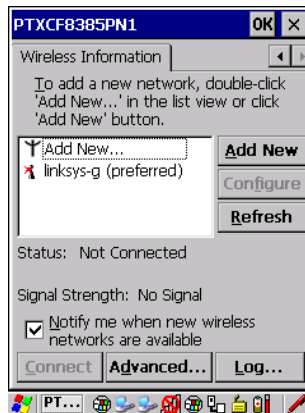 PTXCF8385PN1 OK ×
Wireless Information
To add a new network, double-click
'Add New...' in the list view or click
'Add New' button.
Add New...
linksys-g (preferred)
Add New
Configure
Refresh
Status: Not Connected
Signal Strength: No Signal
Notify me when new wireless
networks are available
Connect Advanced... Log...
PT...